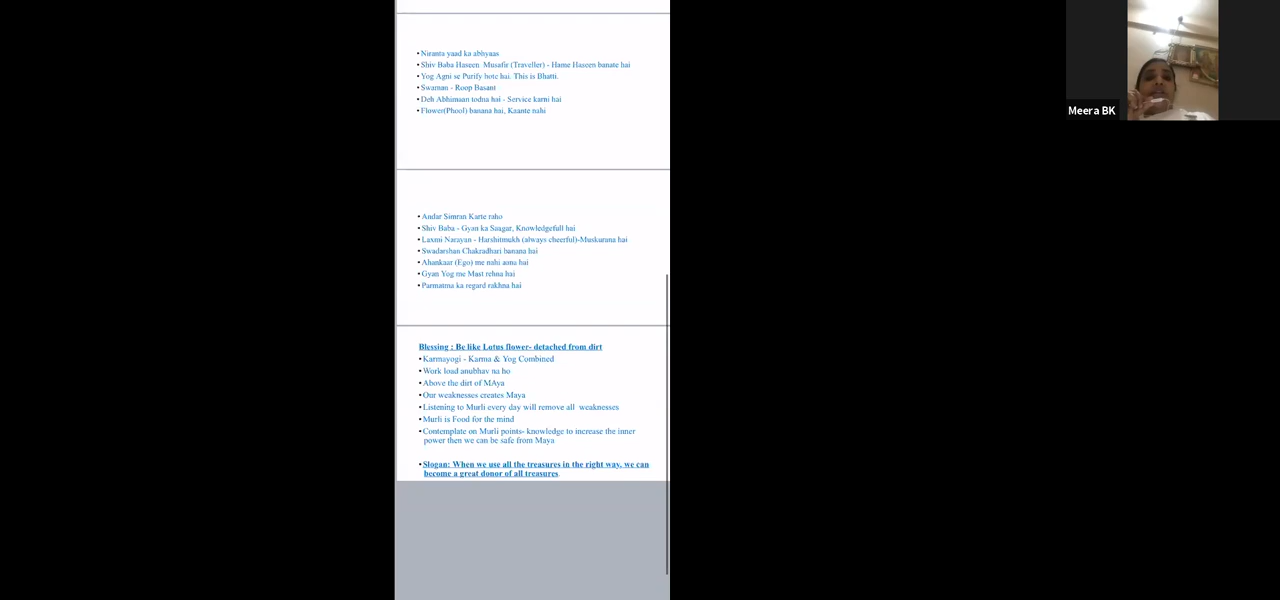 • Niranta yaad ka abhyaas
• Shiv Baba Haseen Musafir (Traveller) - Hame Haseen banate hai
• Yog Agni se Purify hote hai. This is Bhatti.
• Swaman - Roop Basant
• Deh Abhimaan todna hai - Service karni hai
• Flower(Phool) banana hai, Kaante nahi
• Andar Simran Karte raho
• Shiv Baba - Gyan ka Saagar, Knowledgefull hai
• Laxmi Narayan - Harshitmukh (always cheerful)-Muskurana hai
• Swadarshan Chakradhari banana hai
• Ahankaar (Ego) me nahi aana hai
• Gyan Yog me Mast rehna hai
• Parmatma ka regard rakhna hai
Blessing : Be like Lotus flower- detached from dirt
• Karmayogi - Karma & Yog Combined
• Work load anubhav na ho
• Above the dirt of MAya
• Our weaknesses creates Maya
• Listening to Murli every day will remove all weaknesses
• Murli is Food for the mind
• Contemplate on Murli points- knowledge to increase the inner
power then we can be safe from Maya
• Slogan: When we use all the treasures in the right way, we can
become a great donor of all treasures.
Meera BK